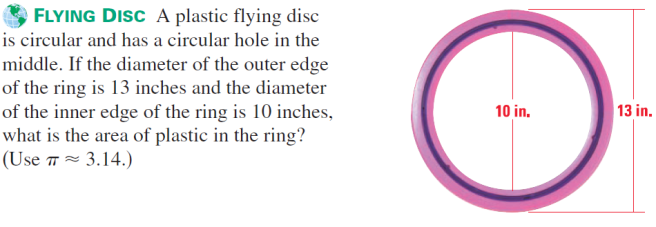 FLYING DISC A plastic flying disc
is circular and has a circular hole in the
middle. If the diameter of the outer edge
of the ring is 13 inches and the diameter
of the inner edge of the ring is 10 inches,
what is the area of plastic in the ring?
(Use π ≈ 3.14.)
10 in.
13 in.